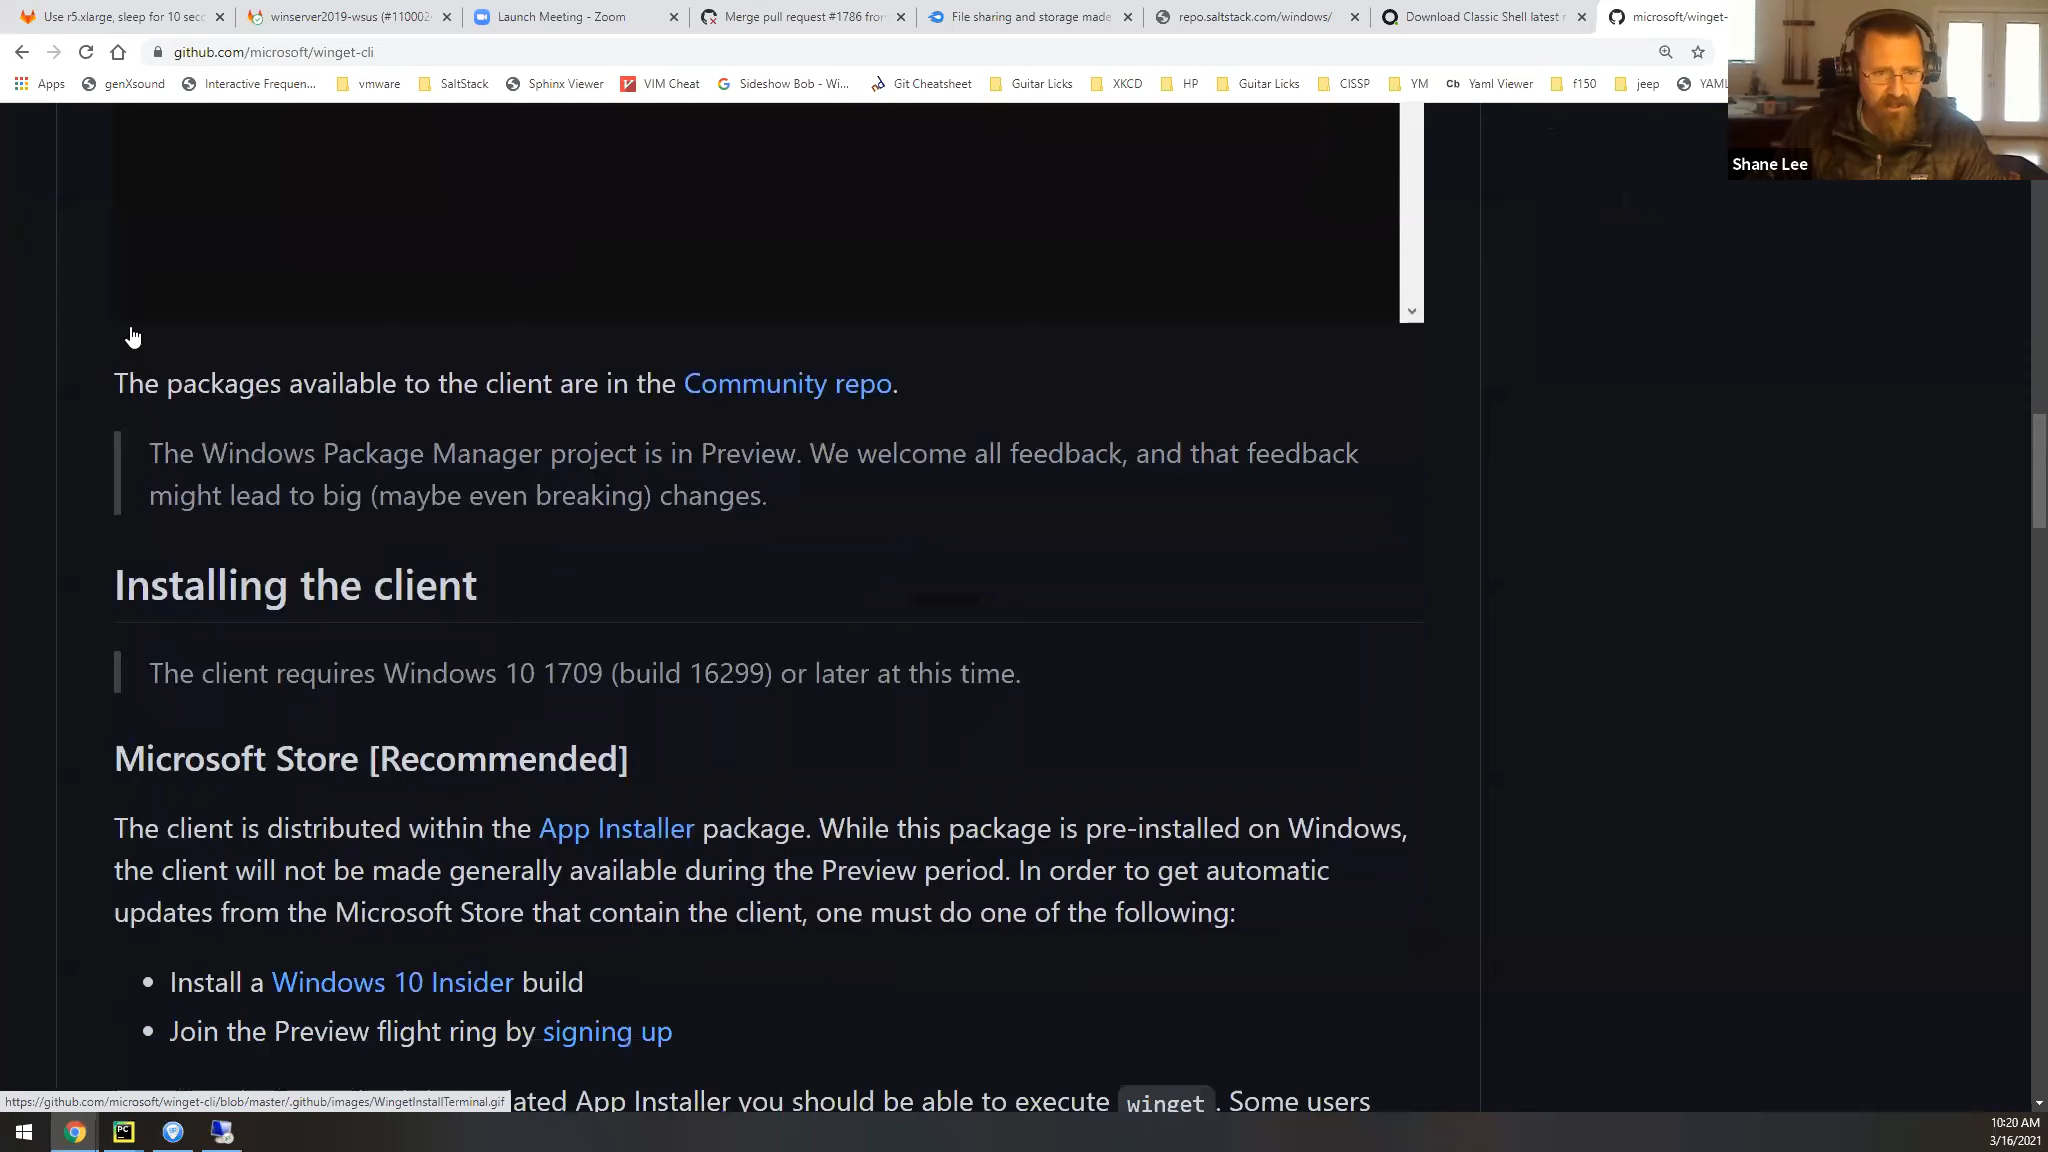 Use r5.xlarge, sleep for 10 sec
winserver2019-wsus (#110002
Launch Meeting - Zoom
Merge pull request #1786 fro
File sharing and storage made
repo.saltstack.com/windows/
Download Classic Shell latest
microsoft/winget-
github.com/microsoft/winget-cli
Apps
genXsound
Interactive Frequen...
vmware
SaltStack
Sphinx Viewer
VIM Cheat
Sideshow Bob - Wi...
Git Cheatsheet
Guitar Licks
XKCD
HP
Guitar Licks
CISSP
YM
Cb Yaml Viewer
f150
jeep
YAML
Shane Lee
The packages available to the client are in the Community repo.
The Windows Package Manager project is in Preview. We welcome all feedback, and that feedback
might lead to big (maybe even breaking) changes.
Installing the client
The client requires Windows 10 1709 (build 16299) or later at this time.
Microsoft Store [Recommended]
The client is distributed within the App Installer package. While this package is pre-installed on Windows,
the client will not be made generally available during the Preview period. In order to get automatic
updates from the Microsoft Store that contain the client, one must do one of the following:
• Install a Windows 10 Insider build
• Join the Preview flight ring by signing up
ated App Installer you should be able to execute winget. Some users
https://github.com/microsoft/winget-cli/blob/master/.github/images/WingetInstallTerminal.gif
PC
10:20 AM
3/16/2021